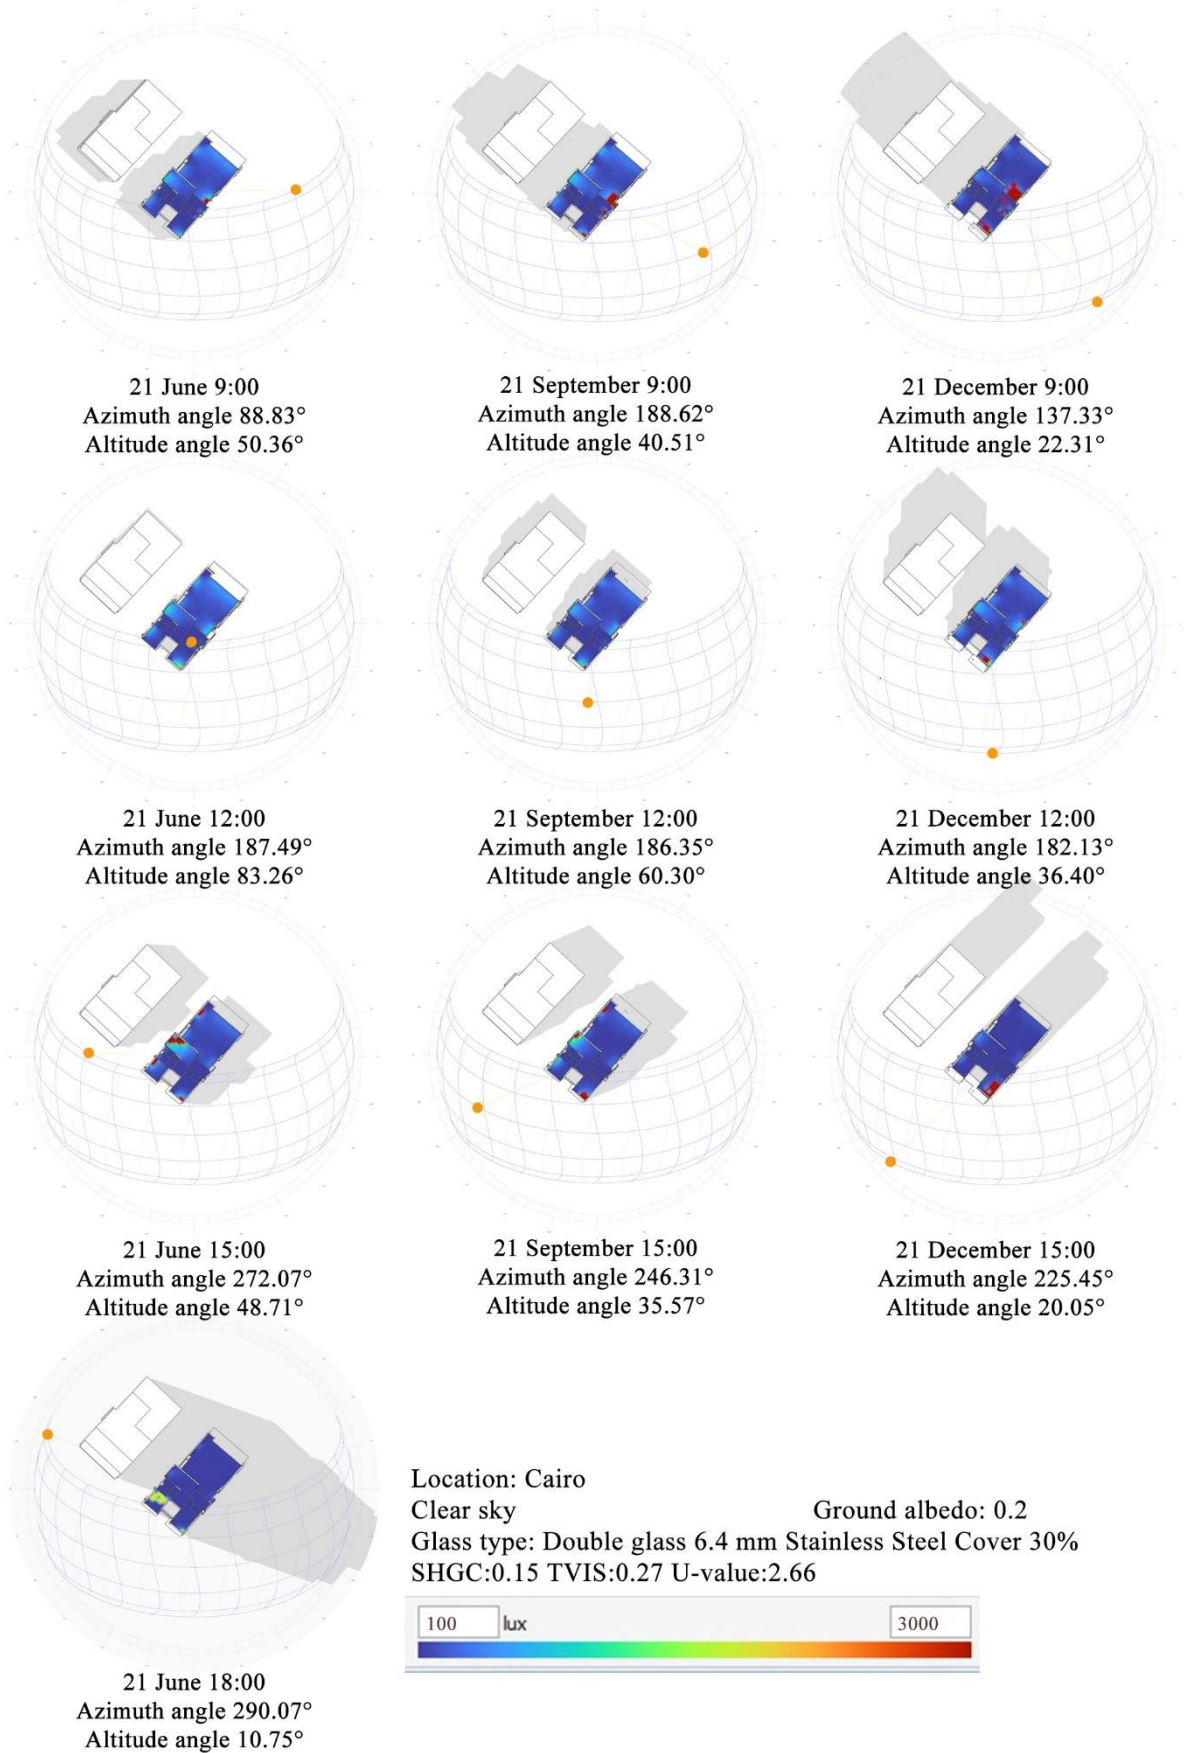 21 June 9:00
Azimuth angle 88.83°
Altitude angle 50.36°
21 September 9:00
Azimuth angle 188.62°
Altitude angle 40.51°
21 December 9:00
Azimuth angle 137.33°
Altitude angle 22.31°
21 June 12:00
Azimuth angle 187.49°
Altitude angle 83.26°
21 September 12:00
Azimuth angle 186.35°
Altitude angle 60.30°
21 December 12:00
Azimuth angle 182.13°
Altitude angle 36.40°
21 June 15:00
Azimuth angle 272.07°
Altitude angle 48.71°
21 September 15:00
Azimuth angle 246.31°
Altitude angle 35.57°
21 December 15:00
Azimuth angle 225.45°
Altitude angle 20.05°
21 June 18:00
Azimuth angle 290.07°
Altitude angle 10.75°
Location: Cairo
Clear sky Ground albedo: 0.2
Glass type: Double glass 6.4 mm Stainless Steel Cover 30%
SHGC:0.15 TVIS:0.27 U-value:2.66
100 lux 3000